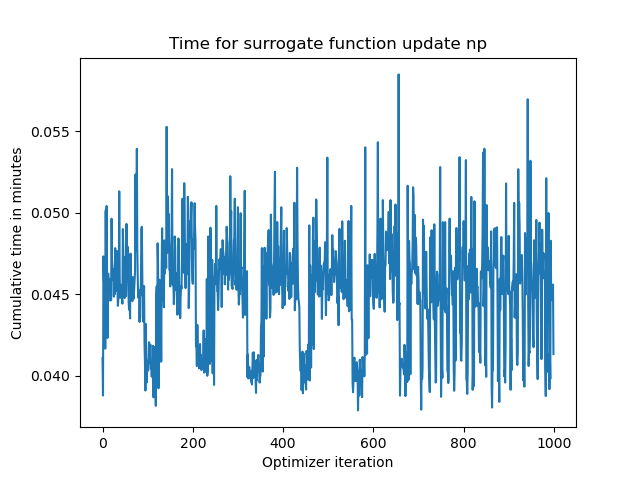 Time for surrogate function update np
Cumulative time in minutes
0.055
0.050
0.045
0.040
0 200 400 600 800 1000
Optimizer iteration